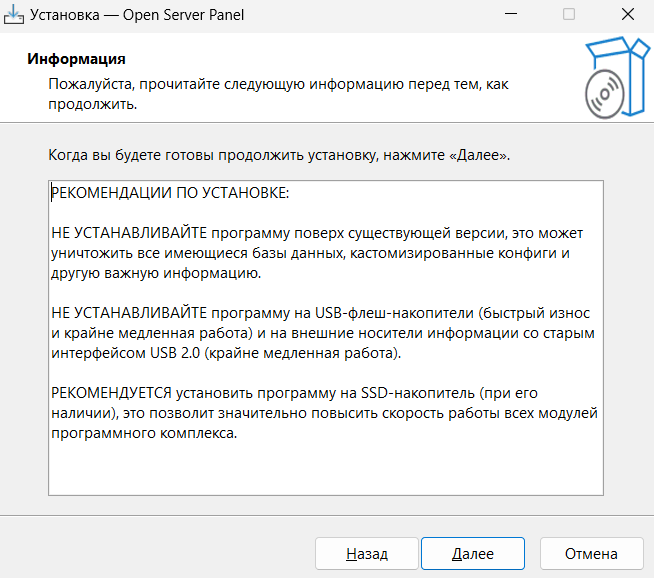 Установка — Open Server Panel
Информация
Пожалуйста, прочитайте следующую информацию перед тем, как
продолжить.
Когда вы будете готовы продолжить установку, нажмите «Далее».
РЕКОМЕНДАЦИИ ПО УСТАНОВКЕ:
НЕ УСТАНАВЛИВАЙТЕ программу поверх существующей версии, это может
уничтожить все имеющиеся базы данных, кастомизированные конфиги и
другую важную информацию.
НЕ УСТАНАВЛИВАЙТЕ программу на USB-флеш-накопители (быстрый износ
и крайне медленная работа) и на внешние носители информации со старым
интерфейсом USB 2.0 (крайне медленная работа).
РЕКОМЕНДУЕТСЯ установить программу на SSD-накопитель (при его
наличии), это позволит значительно повысить скорость работы всех модулей
программного комплекса.
Назад Далее Отмена